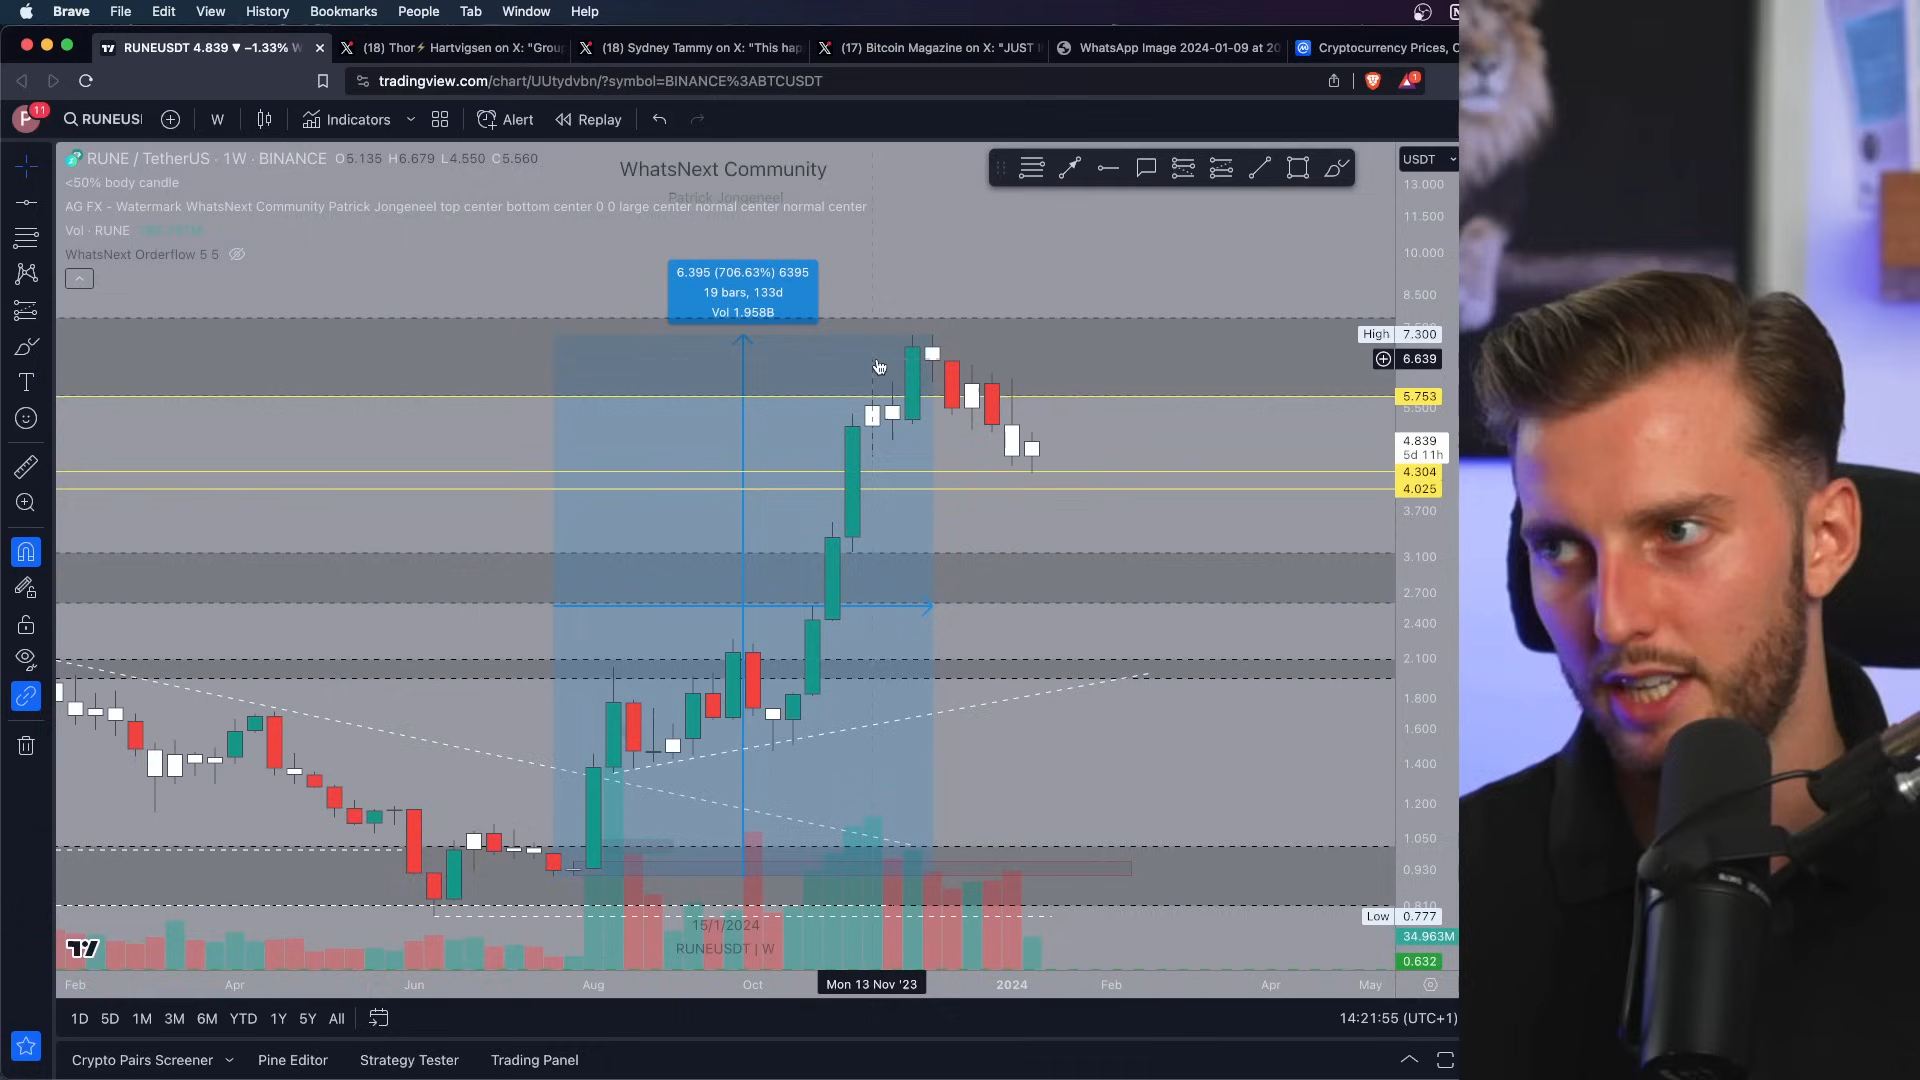 Brave File Edit View History Bookmarks People Tab Window Help
RUNEUSDT 4.839 ▼ −1.33% W
(18) Thor⚡ Hartvigsen on X: "Grou
(18) Sydney Tammy on X: "This hap
(17) Bitcoin Magazine on X: "JUST I
WhatsApp Image 2024-01-09 at 20
Cryptocurrency Prices, C
tradingview.com/chart/UUtydvbn/?symbol=BINANCE%3ABTCUSDT
1
P 11
RUNEUS
W
Indicators
Alert
Replay
RUNE / TetherUS · 1W · BINANCE O5.135 H6.679 L4.550 C5.560
<50% body candle
AG FX - Watermark WhatsNext Community Patrick Jongeneel top center bottom center 0 0 large center normal center normal center
Vol · RUNE
WhatsNext Orderflow 5 5
WhatsNext Community
Patrick Jongeneel
6.395 (706.63%) 6395
19 bars, 133d
Vol 1.958B
USDT
13.000
11.500
10.000
8.500
High 7.300
6.639
5.753
5.500
4.839
5d 11h
4.304
4.025
3.700
3.100
2.700
2.400
2.100
1.800
1.600
1.400
1.200
1.050
0.930
0.810
Low 0.777
34.963M
0.632
15/1/2024
RUNEUSDT | W
Feb Apr Jun Aug Oct Mon 13 Nov '23 2024 Feb Apr May
1D 5D 1M 3M 6M YTD 1Y 5Y All
14:21:55 (UTC+1)
Crypto Pairs Screener Pine Editor Strategy Tester Trading Panel